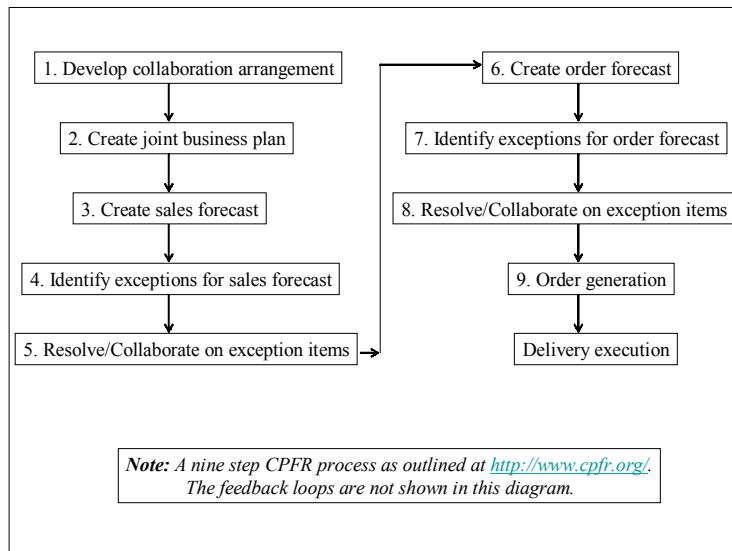 1. Develop collaboration arrangement
2. Create joint business plan
3. Create sales forecast
4. Identify exceptions for sales forecast
5. Resolve/Collaborate on exception items
6. Create order forecast
7. Identify exceptions for order forecast
8. Resolve/Collaborate on exception items
9. Order generation
Delivery execution
Note: A nine step CPFR process as outlined at http://www.cpfr.org/.
The feedback loops are not shown in this diagram.